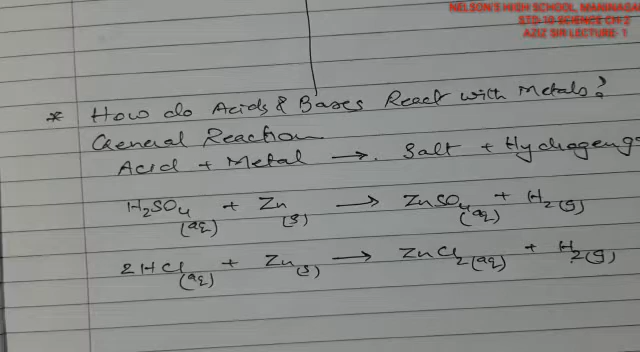 NELSON'S HIGH SCHOOL, MANINAGAR
STD-10 SCIENCE CH 2
AZIZ SIR LECTURE- 1
* How do Acids & Bases React with Metals?
General Reaction
Acid + Metal → Salt + Hydrogen g
H₂SO₄ (aq) + Zn (s) → ZnSO₄ (aq) + H₂(g)
2HCl (aq) + Zn (s) → ZnCl₂ (aq) + H₂(g)